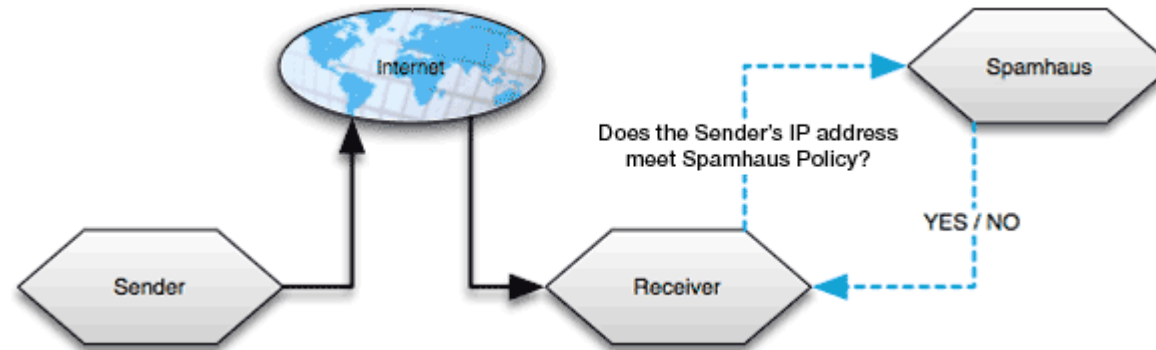 Internet
Spamhaus
Does the Sender's IP address
meet Spamhaus Policy?
YES / NO
Sender
Receiver